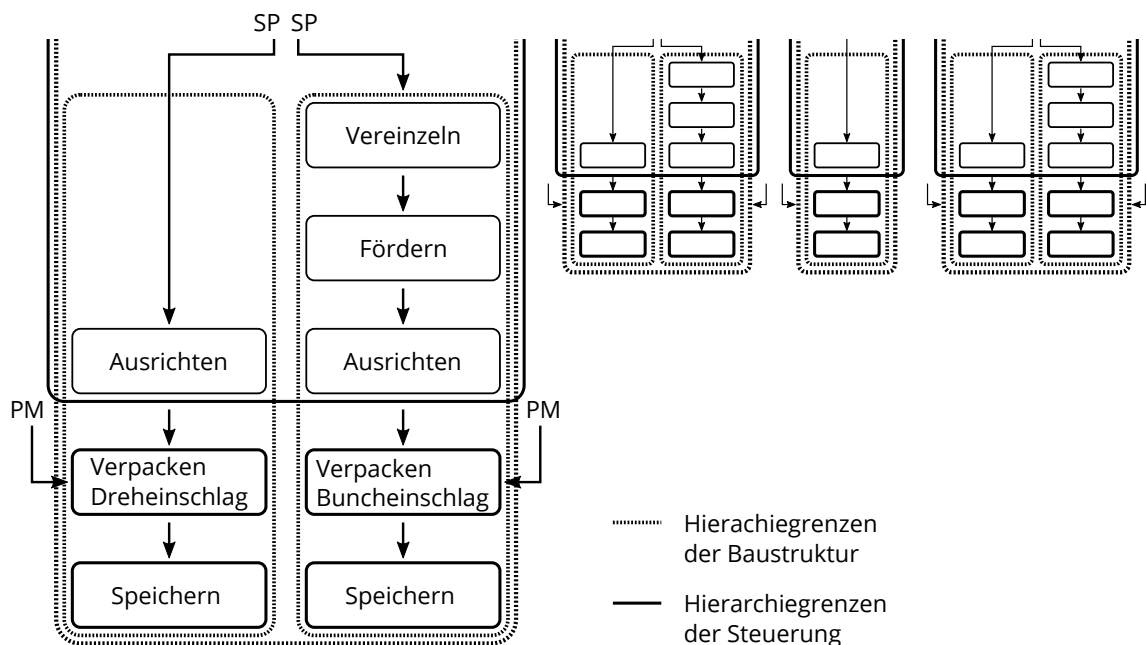 SP SP
Vereinzeln
Fördern
Ausrichten
Ausrichten
PM
PM
Verpacken
Dreheinschlag
Verpacken
Buncheinschlag
Speichern
Speichern
Hierachiegrenzen
der Baustruktur
Hierarchiegrenzen
der Steuerung